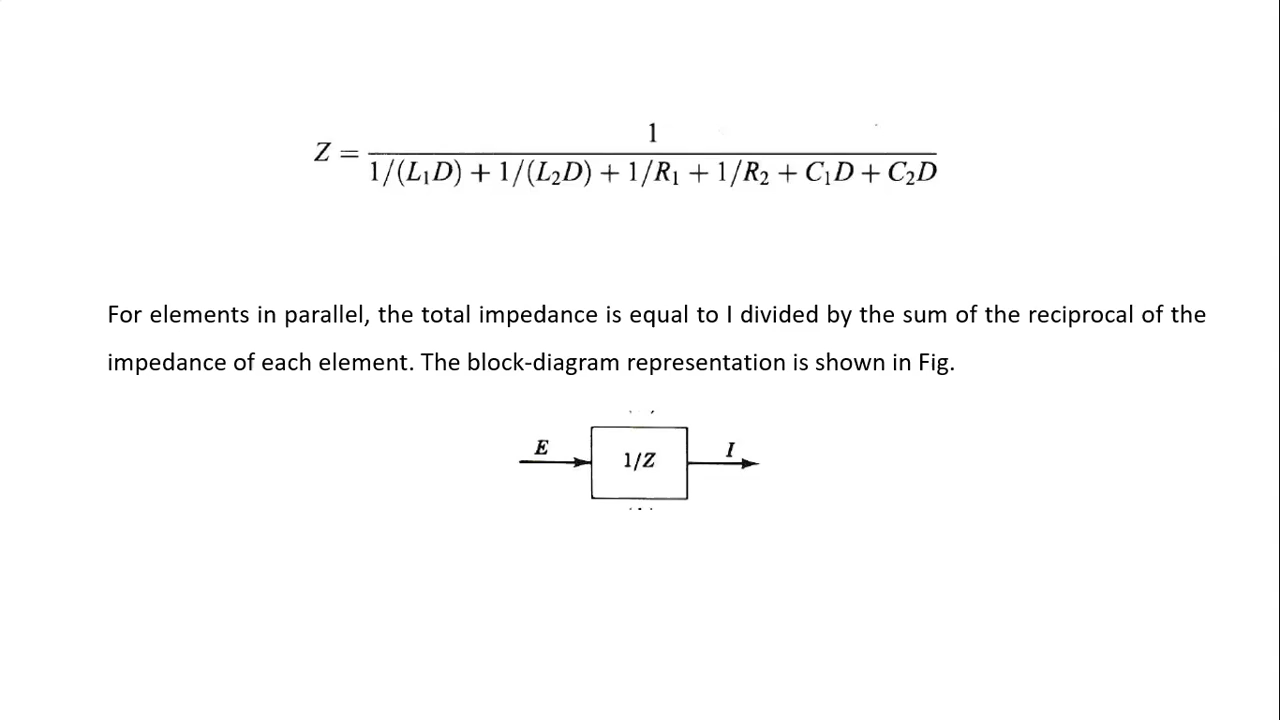 Z = 1 / 1/(L₁D) + 1/(L₂D) + 1/R₁ + 1/R₂ + C₁D + C₂D
For elements in parallel, the total impedance is equal to I divided by the sum of the reciprocal of the
impedance of each element. The block-diagram representation is shown in Fig.
E 1/Z I